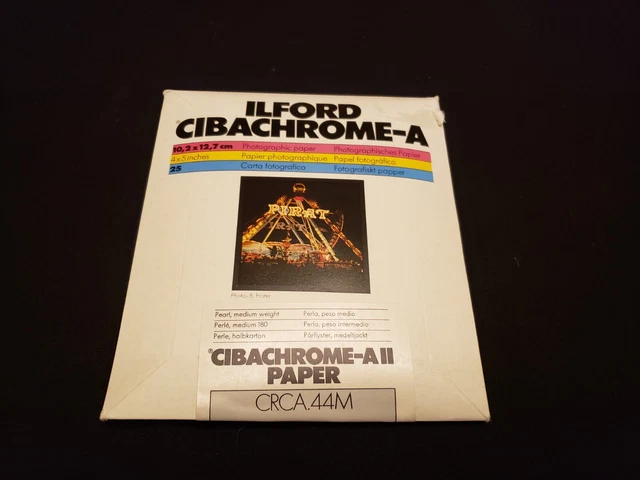 ILFORD
CIBACHROME-A
10,2 x 12,7 cm Photographic paper Photographisches Papier
4 x 5 inches Papier photographique Papel fotográfico
25 Carta fotografica Fotografiskt papper
PIRAT
Photo: B. Frater
Pearl, medium weight Perla, peso medio
Perlé, medium 180 Perla, peso intermedio
Perle, halbkarton Pärllyster, medeltjockt
CIBACHROME-A II
PAPER
CRCA.44M